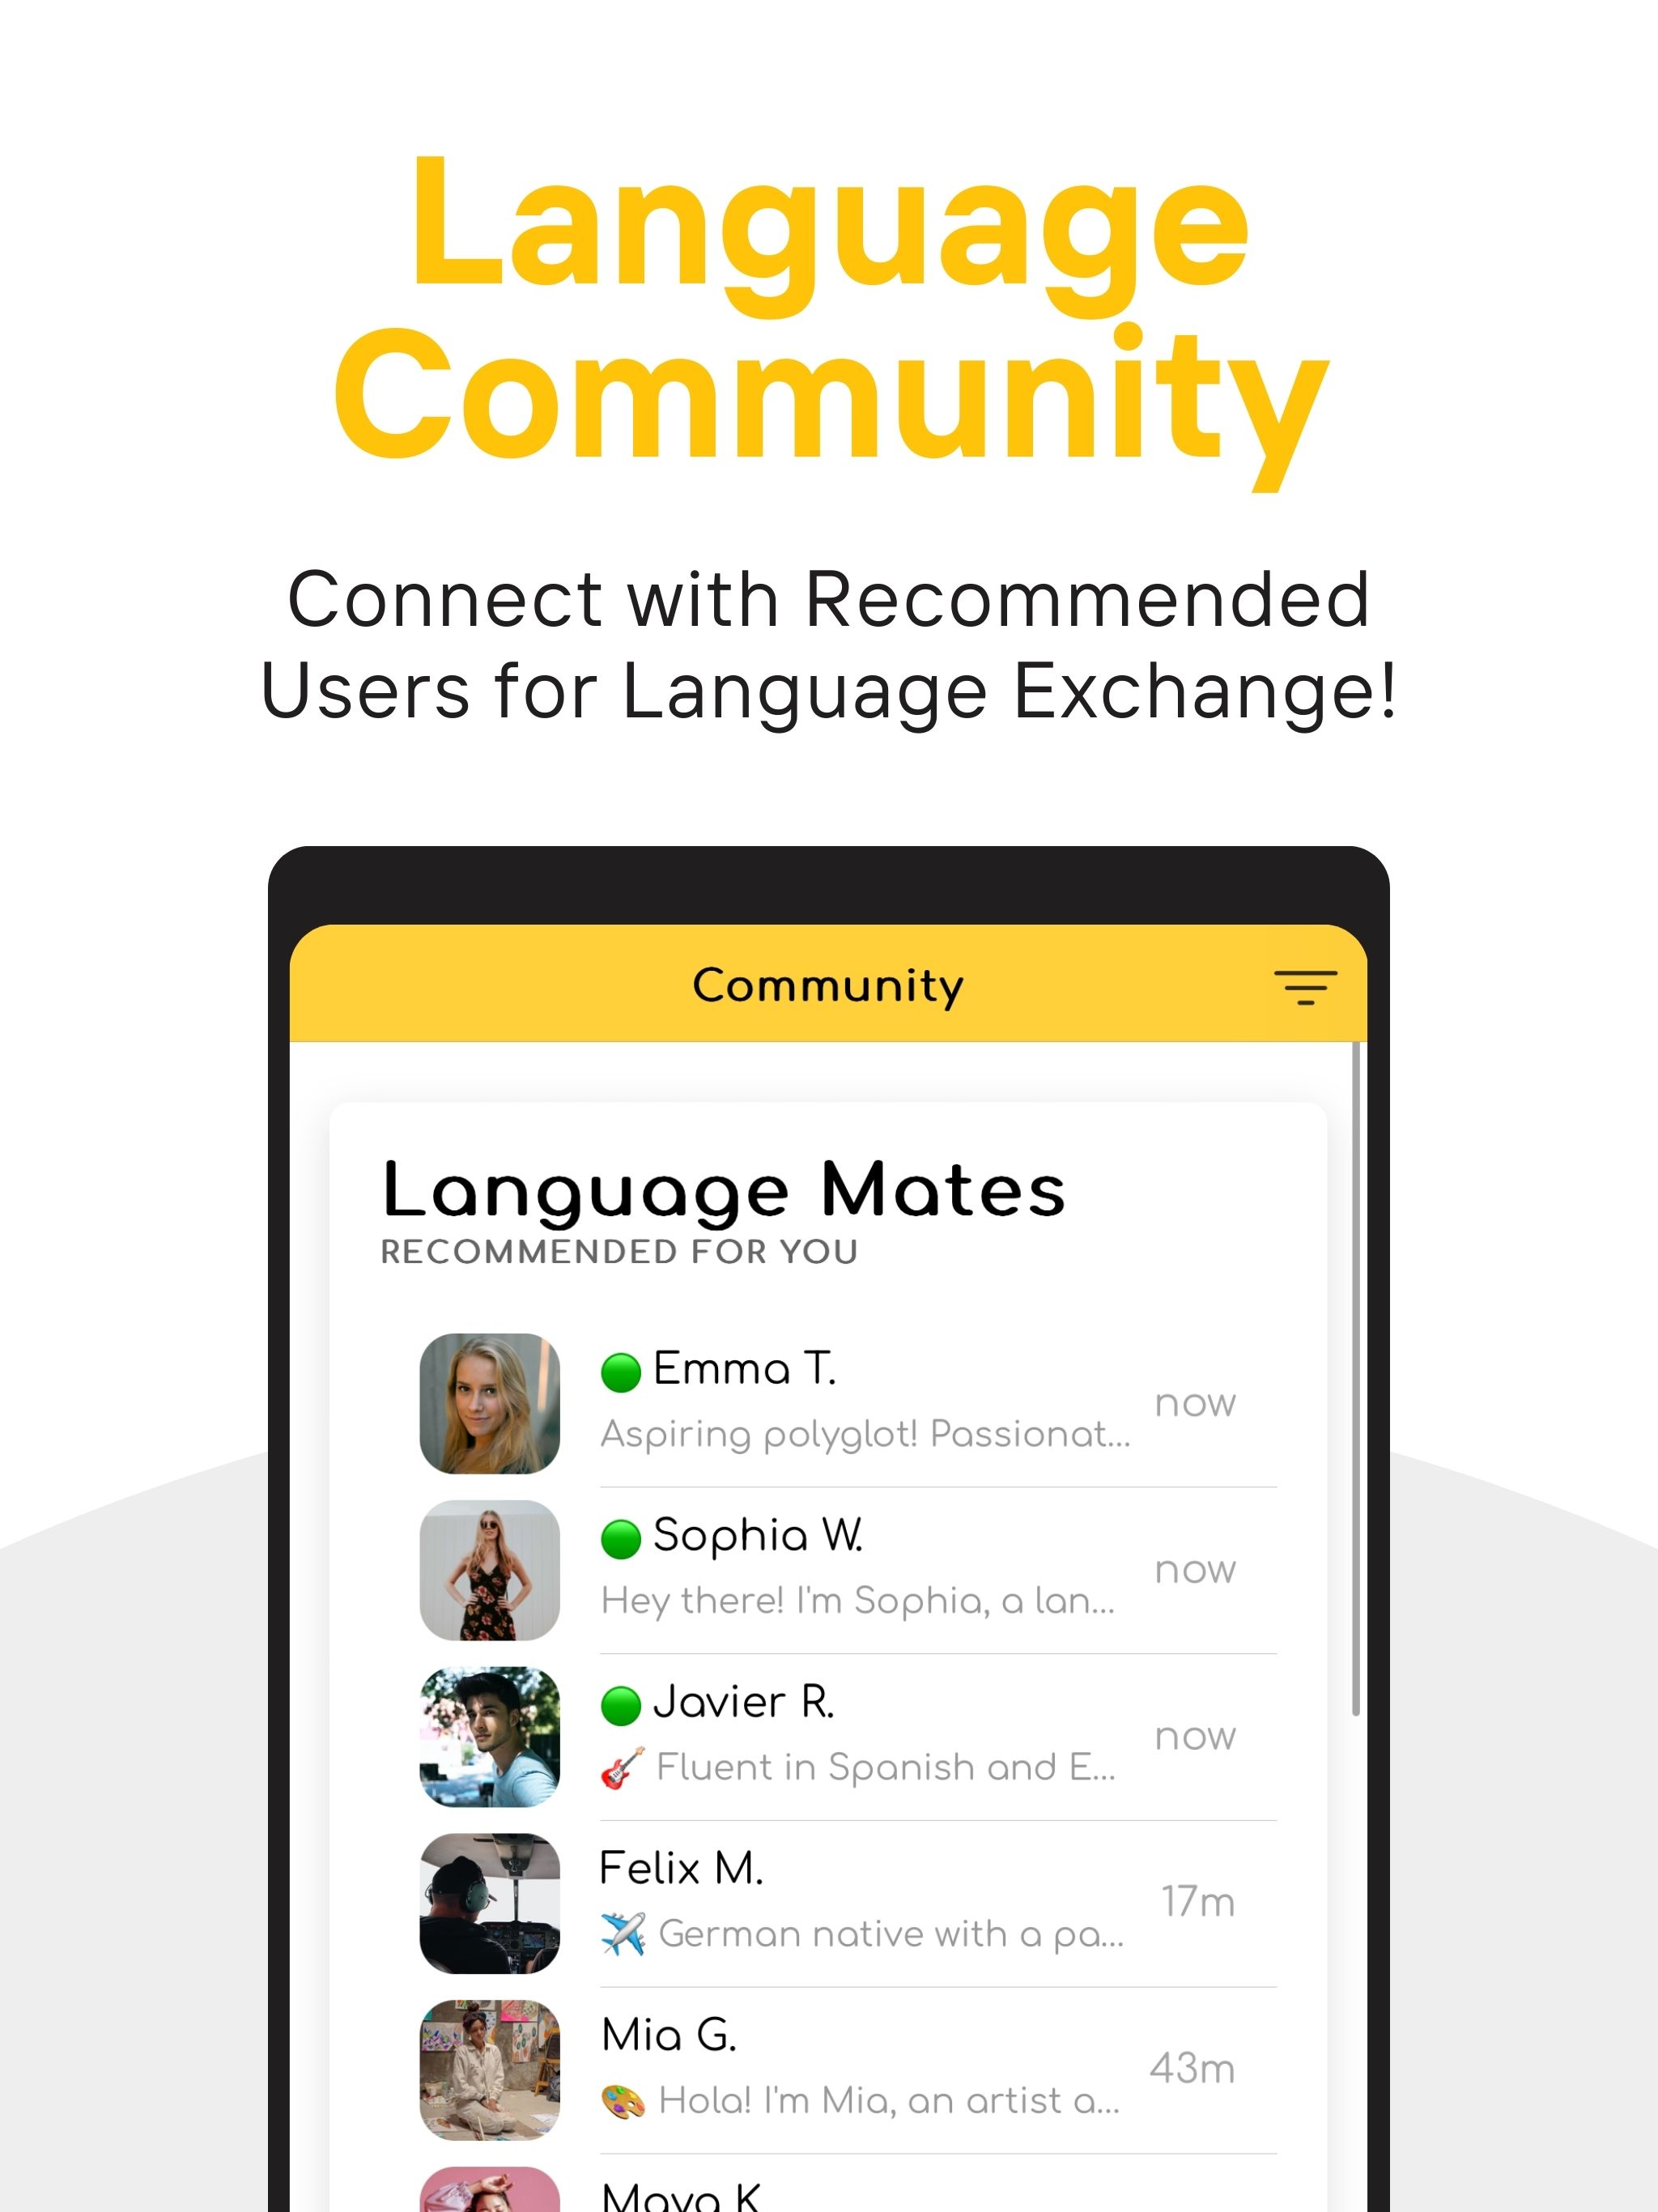 Language
Community
Connect with Recommended
Users for Language Exchange!
Community
Language Mates
RECOMMENDED FOR YOU
Emma T.
now
Aspiring polyglot! Passionat...
Sophia W.
now
Hey there! I'm Sophia, a lan...
Javier R.
now
🎸 Fluent in Spanish and E...
Felix M.
17m
✈️ German native with a pa...
Mia G.
43m
🎨 Hola! I'm Mia, an artist a...
Maya K